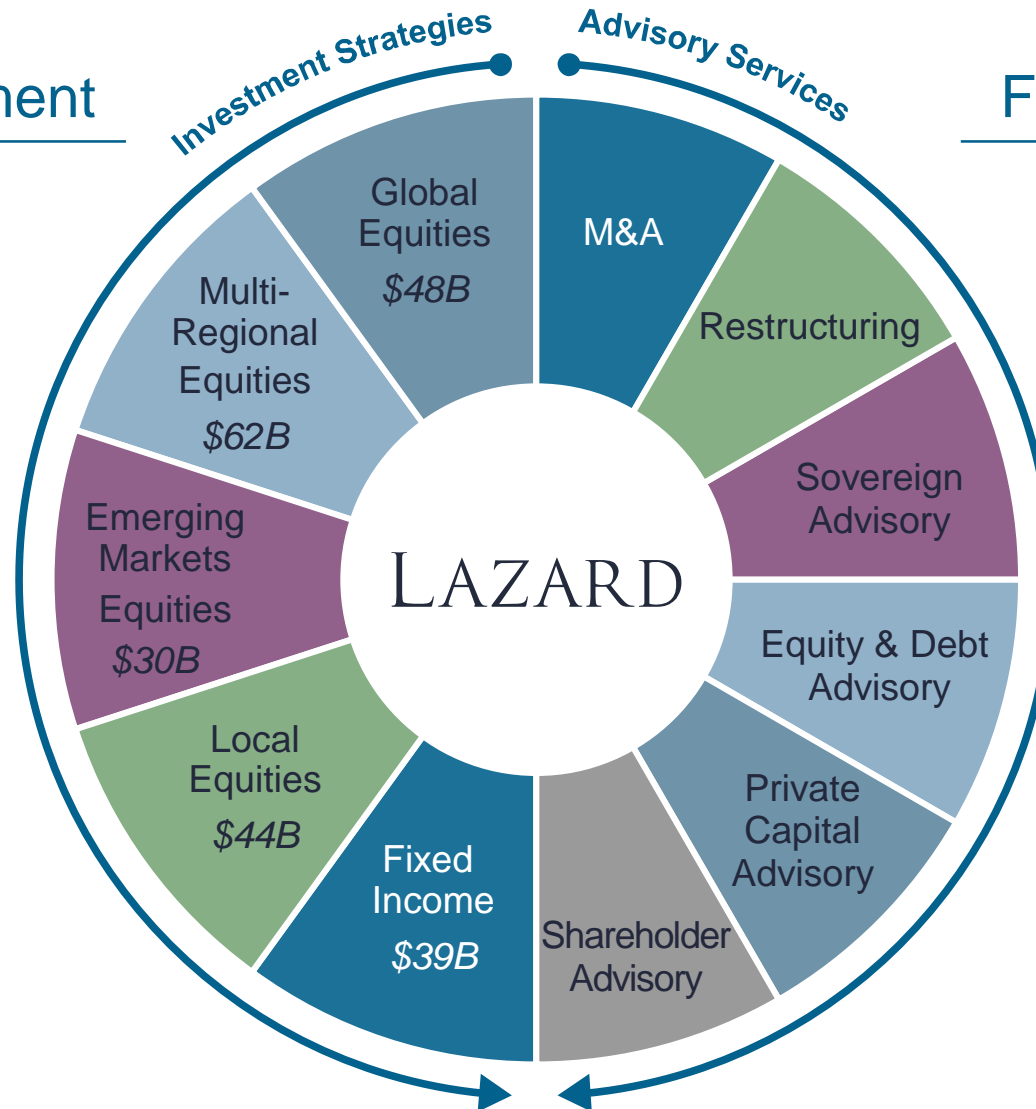 Investment Strategies
Advisory Services
ment
F
Global
Equities
$48B
Multi-
Regional
Equities
$62B
Emerging
Markets
Equities
$30B
Local
Equities
$44B
Fixed
Income
$39B
M&A
Restructuring
Sovereign
Advisory
Equity & Debt
Advisory
Private
Capital
Advisory
Shareholder
Advisory
LAZARD